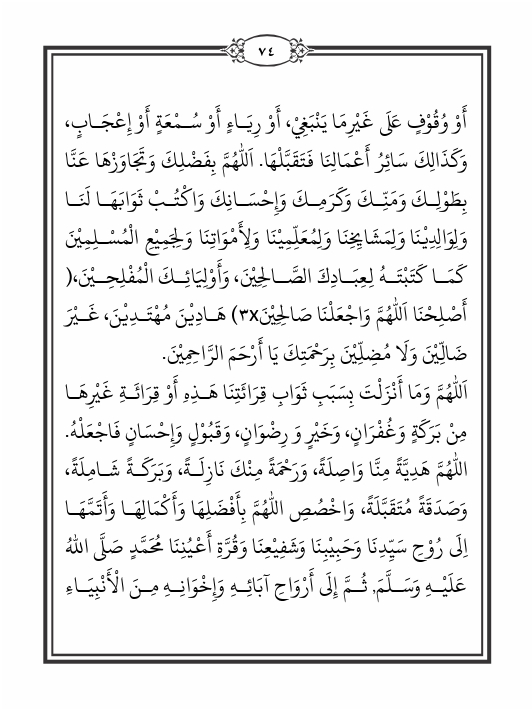 ٧٤
أَوْ وُقُوْفٍ عَلَى غَيْرِمَا يَنْبَغِيْ، أَوْ رِيَاءٍ أَوْ سُمْعَةٍ أَوْ إِعْجَابٍ،
وَكَذَالِكَ سَائِرُ أَعْمَالِنَا فَتَقَبَّلْهَا. اَللّٰهُمَّ بِفَضْلِكَ وَتَجَاوَزْهَا عَنَّا
بِطَوْلِكَ وَمَنِّكَ وَكَرَمِكَ وَإِحْسَانِكَ وَاكْتُبْ ثَوَابَهَا لَنَا
وَلِوَالِدِيْنَا وَلِمَشَايِخِنَا وَلِمُعَلِّمِيْنَا وَلِأَمْوَاتِنَا وَلِجَمِيْعِ الْمُسْلِمِيْنَ
كَمَا كَتَبْتَهُ لِعِبَادِكَ الصَّالِحِيْنَ، وَأَوْلِيَائِكَ الْمُفْلِحِيْنَ،(
أَصْلِحْنَا اَللّٰهُمَّ وَاجْعَلْنَا صَالِحِيْنَ٣x) هَادِيْنَ مُهْتَدِيْنَ، غَيْرَ
ضَالِّيْنَ وَلَا مُضِلِّيْنَ بِرَحْمَتِكَ يَا أَرْحَمَ الرَّاحِمِيْنَ.
اَللّٰهُمَّ وَمَا أَنْزَلْتَ بِسَبَبِ ثَوَابِ قِرَائَتِنَا هَذِهِ أَوْ قِرَائَةِ غَيْرِهَا
مِنْ بَرَكَةٍ وَغُفْرَانٍ، وَخَيْرٍ وَ رِضْوَانٍ، وَقَبُوْلٍ وَإِحْسَانٍ فَاجْعَلْهُ.
اللّٰهُمَّ هَدِيَّةً مِنَّا وَاصِلَةً، وَرَحْمَةً مِنْكَ نَازِلَةً، وَبَرَكَةً شَامِلَةً،
وَصَدَقَةً مُتَقَبَّلَةً، وَاخْصُصِ اللّٰهُمَّ بِأَفْضَلِهَا وَأَكْمَالِهَا وَأَتَمَّهَا
اِلَى رُوْحِ سَيِّدِنَا وَحَبِيْبِنَا وَشَفِيْعِنَا وَقُرَّةِ أَعْيُنِنَا مُحَمَّدٍ صَلَّى اللّٰهُ
عَلَيْهِ وَسَلَّمَ, ثُمَّ إِلَى أَرْوَاحِ آبَائِهِ وَإِخْوَانِهِ مِنَ الْأَنْبِيَاءِ